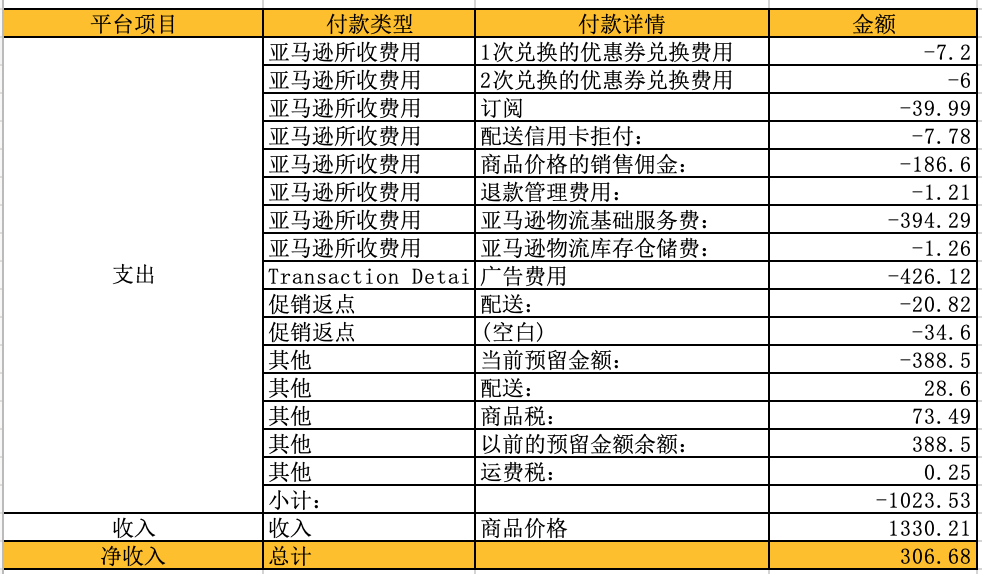 平台项目 付款类型 付款详情 金额
亚马逊所收费用 1次兑换的优惠券兑换费用 -7.2
亚马逊所收费用 2次兑换的优惠券兑换费用 -6
亚马逊所收费用 订阅 -39.99
亚马逊所收费用 配送信用卡拒付: -7.78
亚马逊所收费用 商品价格的销售佣金: -186.6
亚马逊所收费用 退款管理费用: -1.21
亚马逊所收费用 亚马逊物流基础服务费: -394.29
亚马逊所收费用 亚马逊物流库存仓储费: -1.26
支出 Transaction Detai 广告费用 -426.12
促销返点 配送: -20.82
促销返点 (空白) -34.6
其他 当前预留金额: -388.5
其他 配送: 28.6
其他 商品税: 73.49
其他 以前的预留金额余额: 388.5
其他 运费税: 0.25
小计: -1023.53
收入 收入 商品价格 1330.21
净收入 总计 306.68